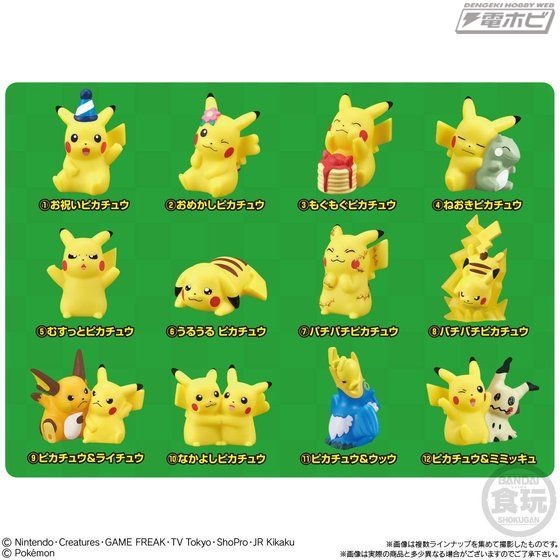 DENGEKI HOBBY WEB
電ホビ
①お祝いピカチュウ
②おめかしピカチュウ
③もぐもぐピカチュウ
④ねおきピカチュウ
⑤むすっとピカチュウ
⑥うるうる ピカチュウ
⑦パチパチピカチュウ
⑧バチバチピカチュウ
⑨ピカチュウ&ライチュウ
⑩なかよしピカチュウ
⑪ピカチュウ&ウッウ
⑫ピカチュウ&ミミッキュ
BANDAI
食玩
SHOKUGAN
©Nintendo・Creatures・GAME FREAK・TV Tokyo・ShoPro・JR Kikaku
©Pokémon
※画像は複数ラインナップを集めて撮影したものです。
※画像と実際の商品とは多少異なる場合がございます。